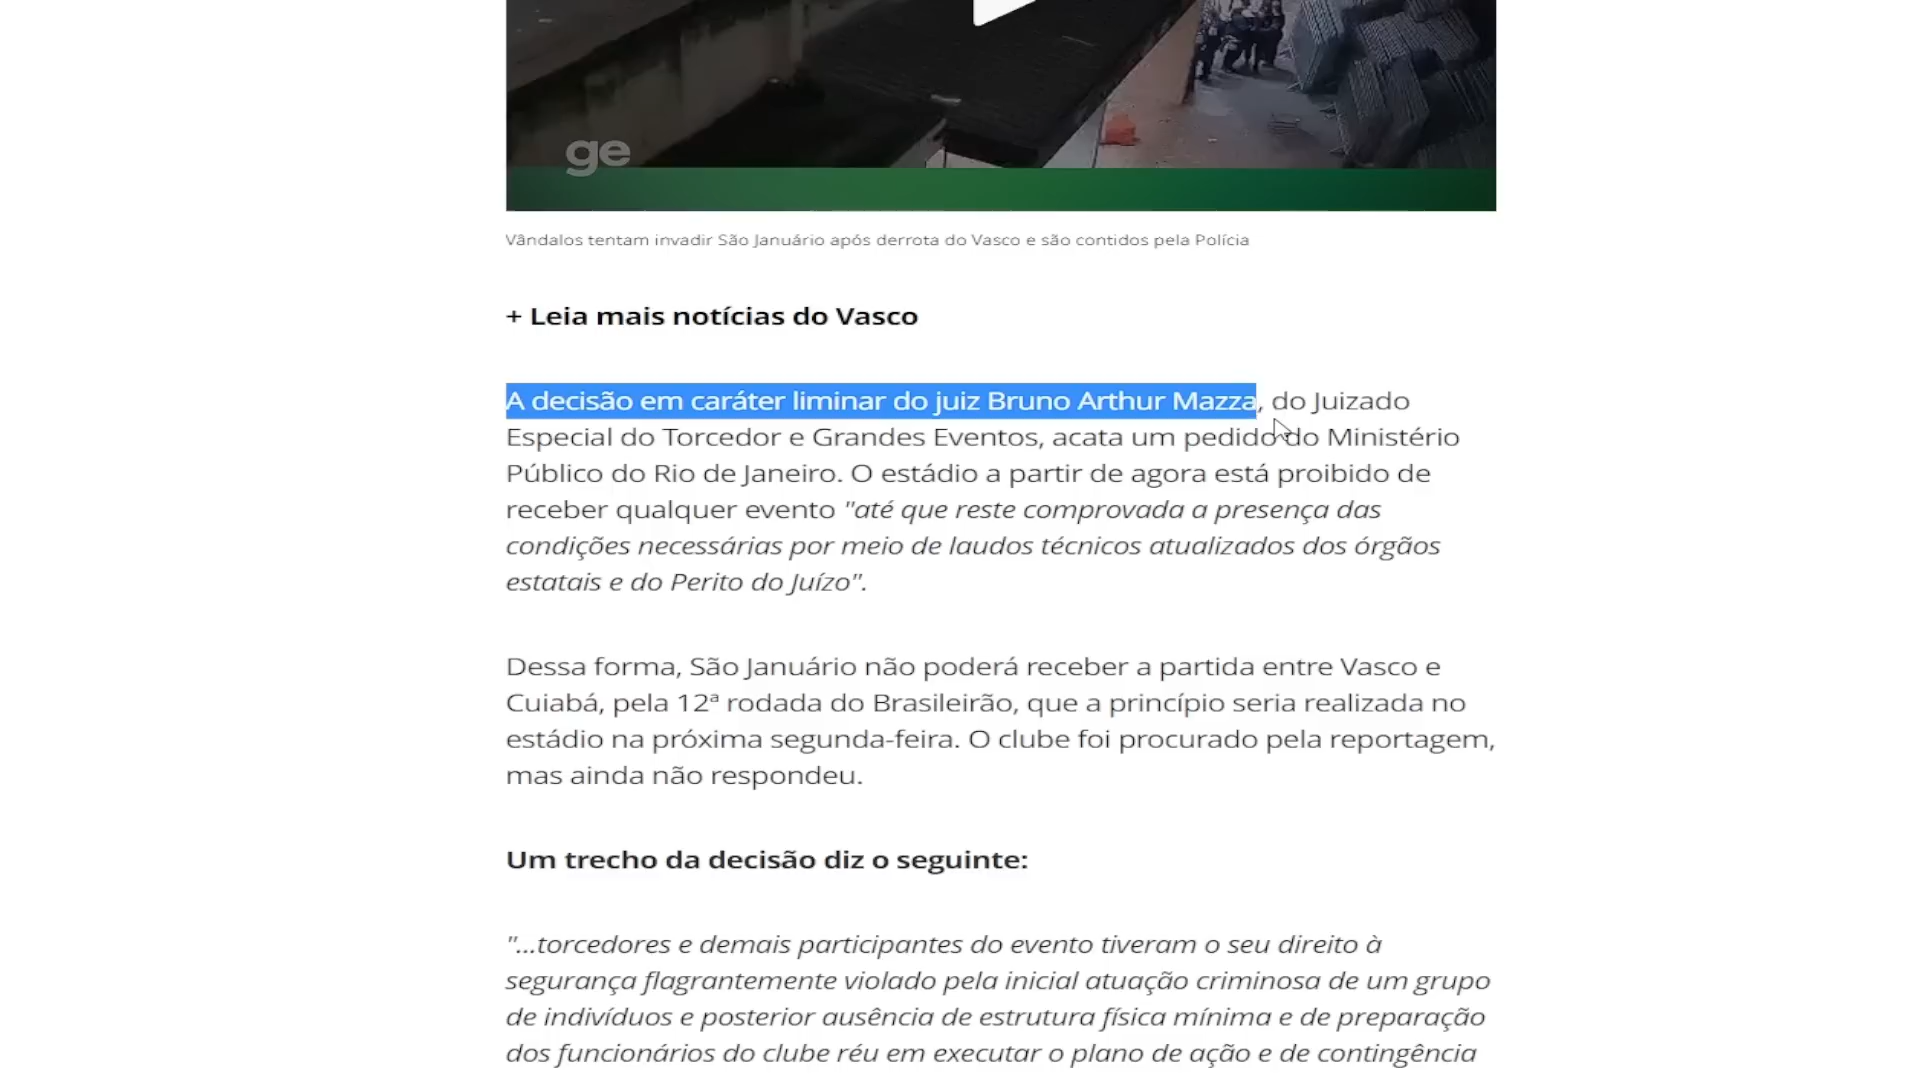 ge
Vândalos tentam invadir São Januário após derrota do Vasco e são contidos pela Polícia
+ Leia mais notícias do Vasco
A decisão em caráter liminar do juiz Bruno Arthur Mazza, do Juizado
Especial do Torcedor e Grandes Eventos, acata um pedido do Ministério
Público do Rio de Janeiro. O estádio a partir de agora está proibido de
receber qualquer evento "até que reste comprovada a presença das
condições necessárias por meio de laudos técnicos atualizados dos órgãos
estatais e do Perito do Juízo".
Dessa forma, São Januário não poderá receber a partida entre Vasco e
Cuiabá, pela 12ª rodada do Brasileirão, que a princípio seria realizada no
estádio na próxima segunda-feira. O clube foi procurado pela reportagem,
mas ainda não respondeu.
Um trecho da decisão diz o seguinte:
"...torcedores e demais participantes do evento tiveram o seu direito à
segurança flagrantemente violado pela inicial atuação criminosa de um grupo
de indivíduos e posterior ausência de estrutura física mínima e de preparação
dos funcionários do clube réu em executar o plano de ação e de contingência